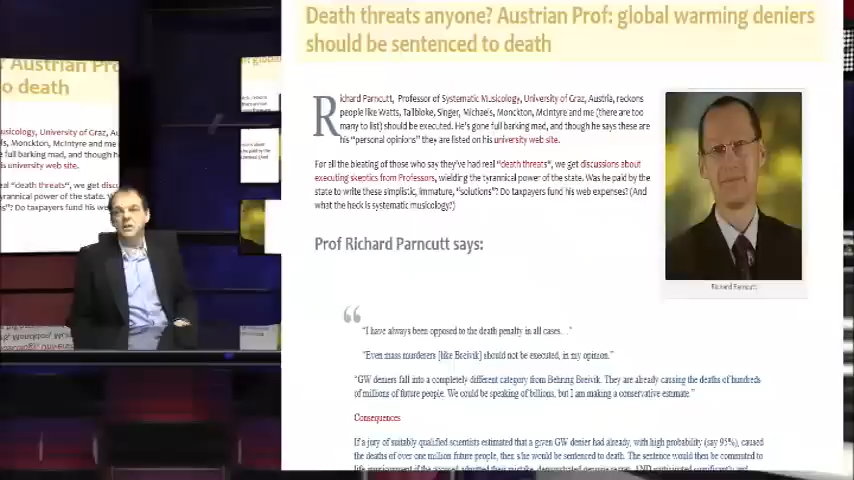 Death threats anyone? Austrian Prof: global warming deniers
should be sentenced to death
Richard Parncutt, Professor of Systematic Musicology, University of Graz, Austria, reckons
people like Watts, Tallbloke, Singer, Michaels, Monckton, McIntyre and me (there are too
many to list) should be executed. He's gone full barking mad, and though he says these are
his "personal opinions" they are listed on his university web site.
For all the bleating of those who say they've had real "death threats", we get discussions about
executing skeptics from Professors, wielding the tyrannical power of the state. Was he paid by the
state to write these simplistic, immature, "solutions"? Do taxpayers fund his web expenses? (And
what the heck is systematic musicology?)
Richard Parncutt
Prof Richard Parncutt says:
"I have always been opposed to the death penalty in all cases..."
"Even mass murderers [like Breivik] should not be executed, in my opinion."
"GW deniers fall into a completely different category from Behring Breivik. They are already causing the deaths of hundreds
of millions of future people. We could be speaking of billions, but I am making a conservative estimate."
Consequences
If a jury of suitably qualified scientists estimated that a given GW denier had already, with high probability (say 95%), caused
the deaths of over one million future people, then s/he would be sentenced to death. The sentence would then be commuted to
? Austrian Pro
o death
usicology, University of Graz, Au
, Monckton, McIntyre and
e full barking mad, and though h
is university web site.
real "death threats", we get disc
yrannical power of the state. W
s"? Do taxpayers fund his we